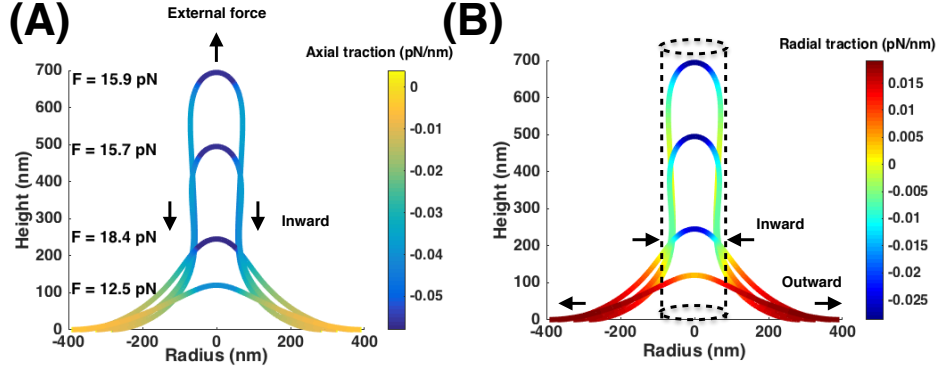 (A)
External force
Axial traction (pN/nm)
700
600
500
400
300
200
100
0
Height (nm)
F = 15.9 pN
F = 15.7 pN
F = 18.4 pN
F = 12.5 pN
Inward
-400
-200
0
200
400
Radius (nm)
0
-0.01
-0.02
-0.03
-0.04
-0.05
(B)
Radial traction (pN/nm)
700
600
500
400
300
200
100
0
Height (nm)
Inward
Outward
-400
-200
0
200
400
Radius (nm)
0.015
0.01
0.005
0
-0.005
-0.01
-0.015
-0.02
-0.025